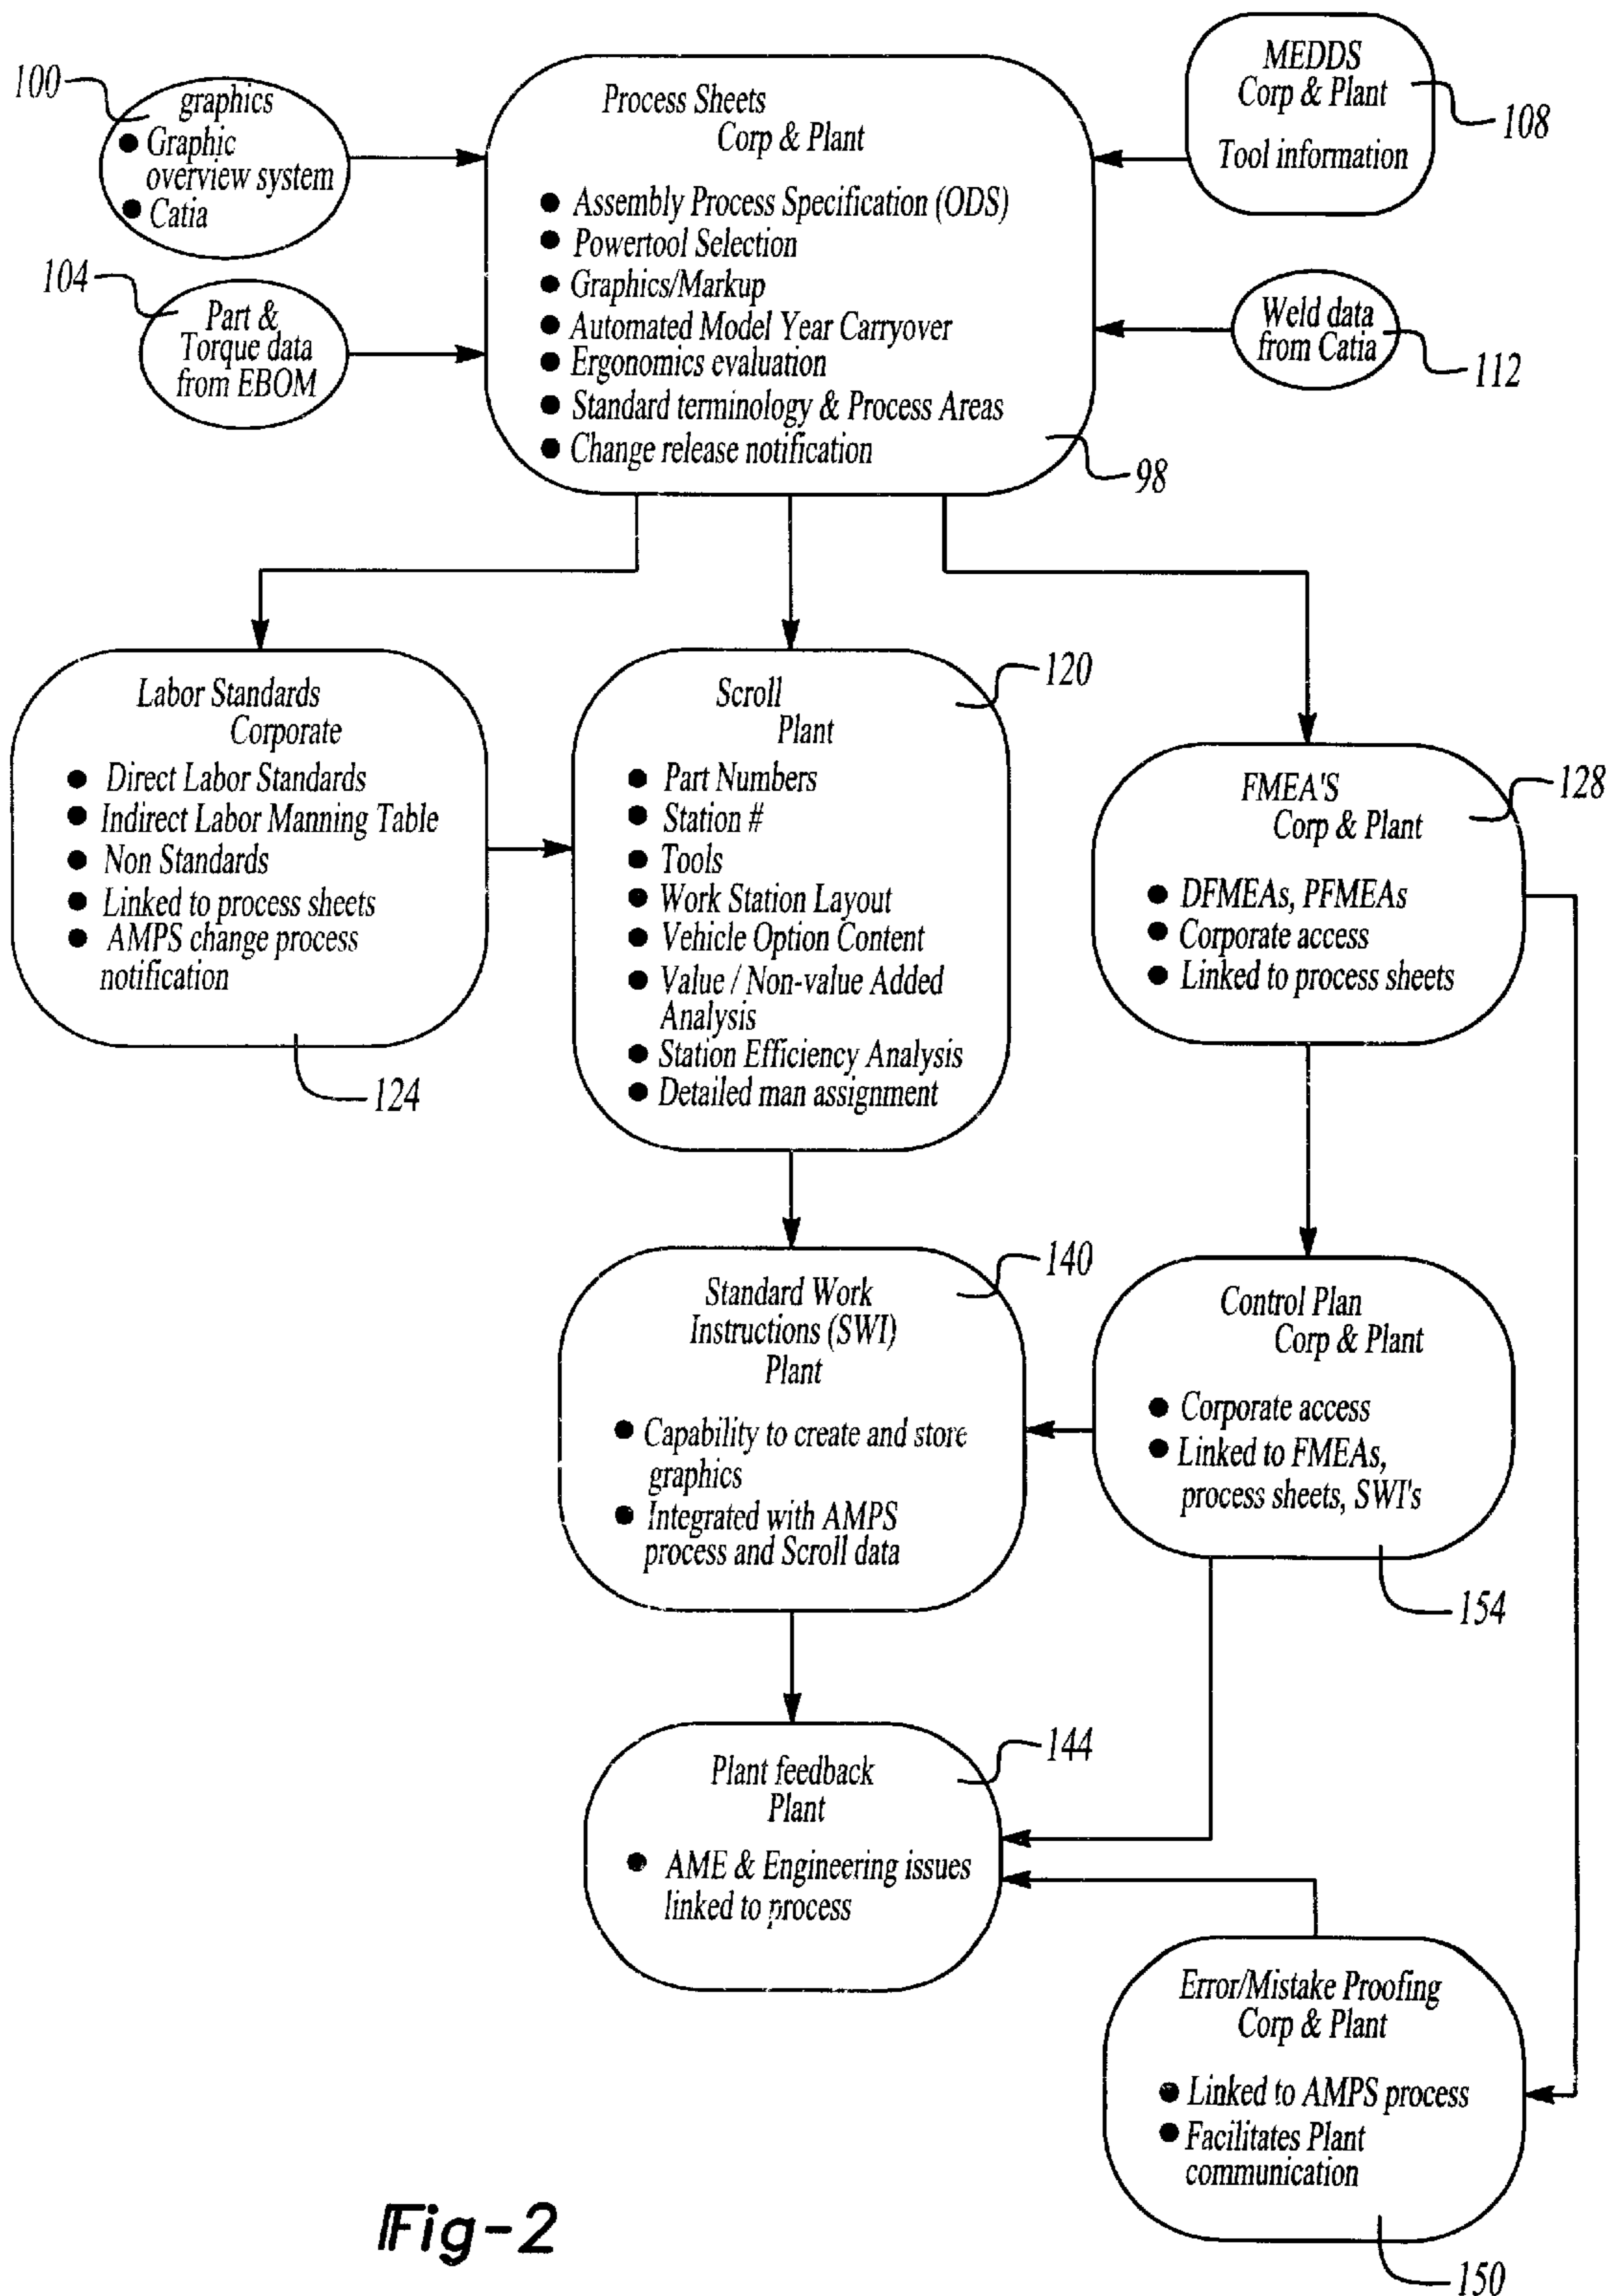 100
graphics
● Graphic
overview system
● Catia
104
Part &
Torque data
from EBOM
Process Sheets
Corp & Plant
● Assembly Process Specification (ODS)
● Powertool Selection
● Graphics/Markup
● Automated Model Year Carryover
● Ergonomics evaluation
● Standard terminology & Process Areas
● Change release notification
98
MEDDS
Corp & Plant
Tool information
108
Weld data
from Catia
112
Labor Standards
Corporate
● Direct Labor Standards
● Indirect Labor Manning Table
● Non Standards
● Linked to process sheets
● AMPS change process
notification
124
Scroll
Plant
● Part Numbers
● Station #
● Tools
● Work Station Layout
● Vehicle Option Content
● Value / Non-value Added
Analysis
● Station Efficiency Analysis
● Detailed man assignment
120
FMEA'S
Corp & Plant
● DFMEAs, PFMEAs
● Corporate access
● Linked to process sheets
128
Standard Work
Instructions (SWI)
Plant
● Capability to create and store
graphics
● Integrated with AMPS
process and Scroll data
140
Control Plan
Corp & Plant
● Corporate access
● Linked to FMEAs,
process sheets, SWI's
154
Plant feedback
Plant
● AME & Engineering issues
linked to process
144
Error/Mistake Proofing
Corp & Plant
● Linked to AMPS process
● Facilitates Plant
communication
150
Fig-2